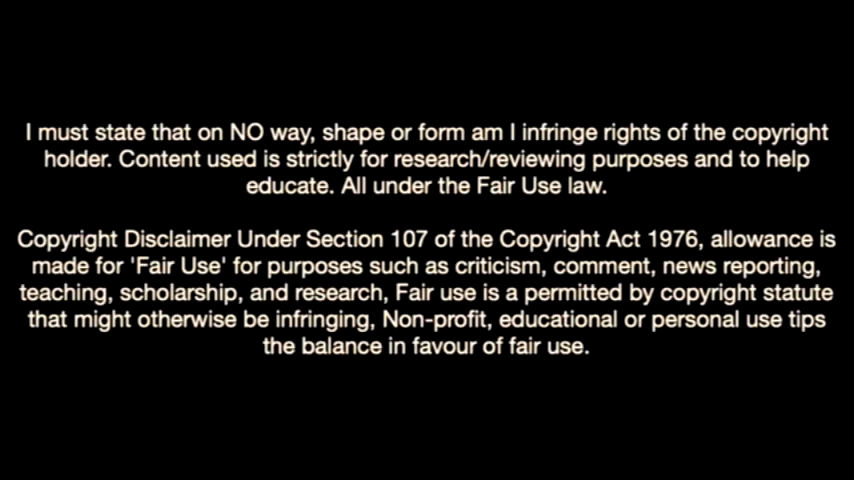 I must state that on NO way, shape or form am I infringe rights of the copyright
holder. Content used is strictly for research/reviewing purposes and to help
educate. All under the Fair Use law.
Copyright Disclaimer Under Section 107 of the Copyright Act 1976, allowance is
made for 'Fair Use' for purposes such as criticism, comment, news reporting,
teaching, scholarship, and research, Fair use is a permitted by copyright statute
that might otherwise be infringing, Non-profit, educational or personal use tips
the balance in favour of fair use.